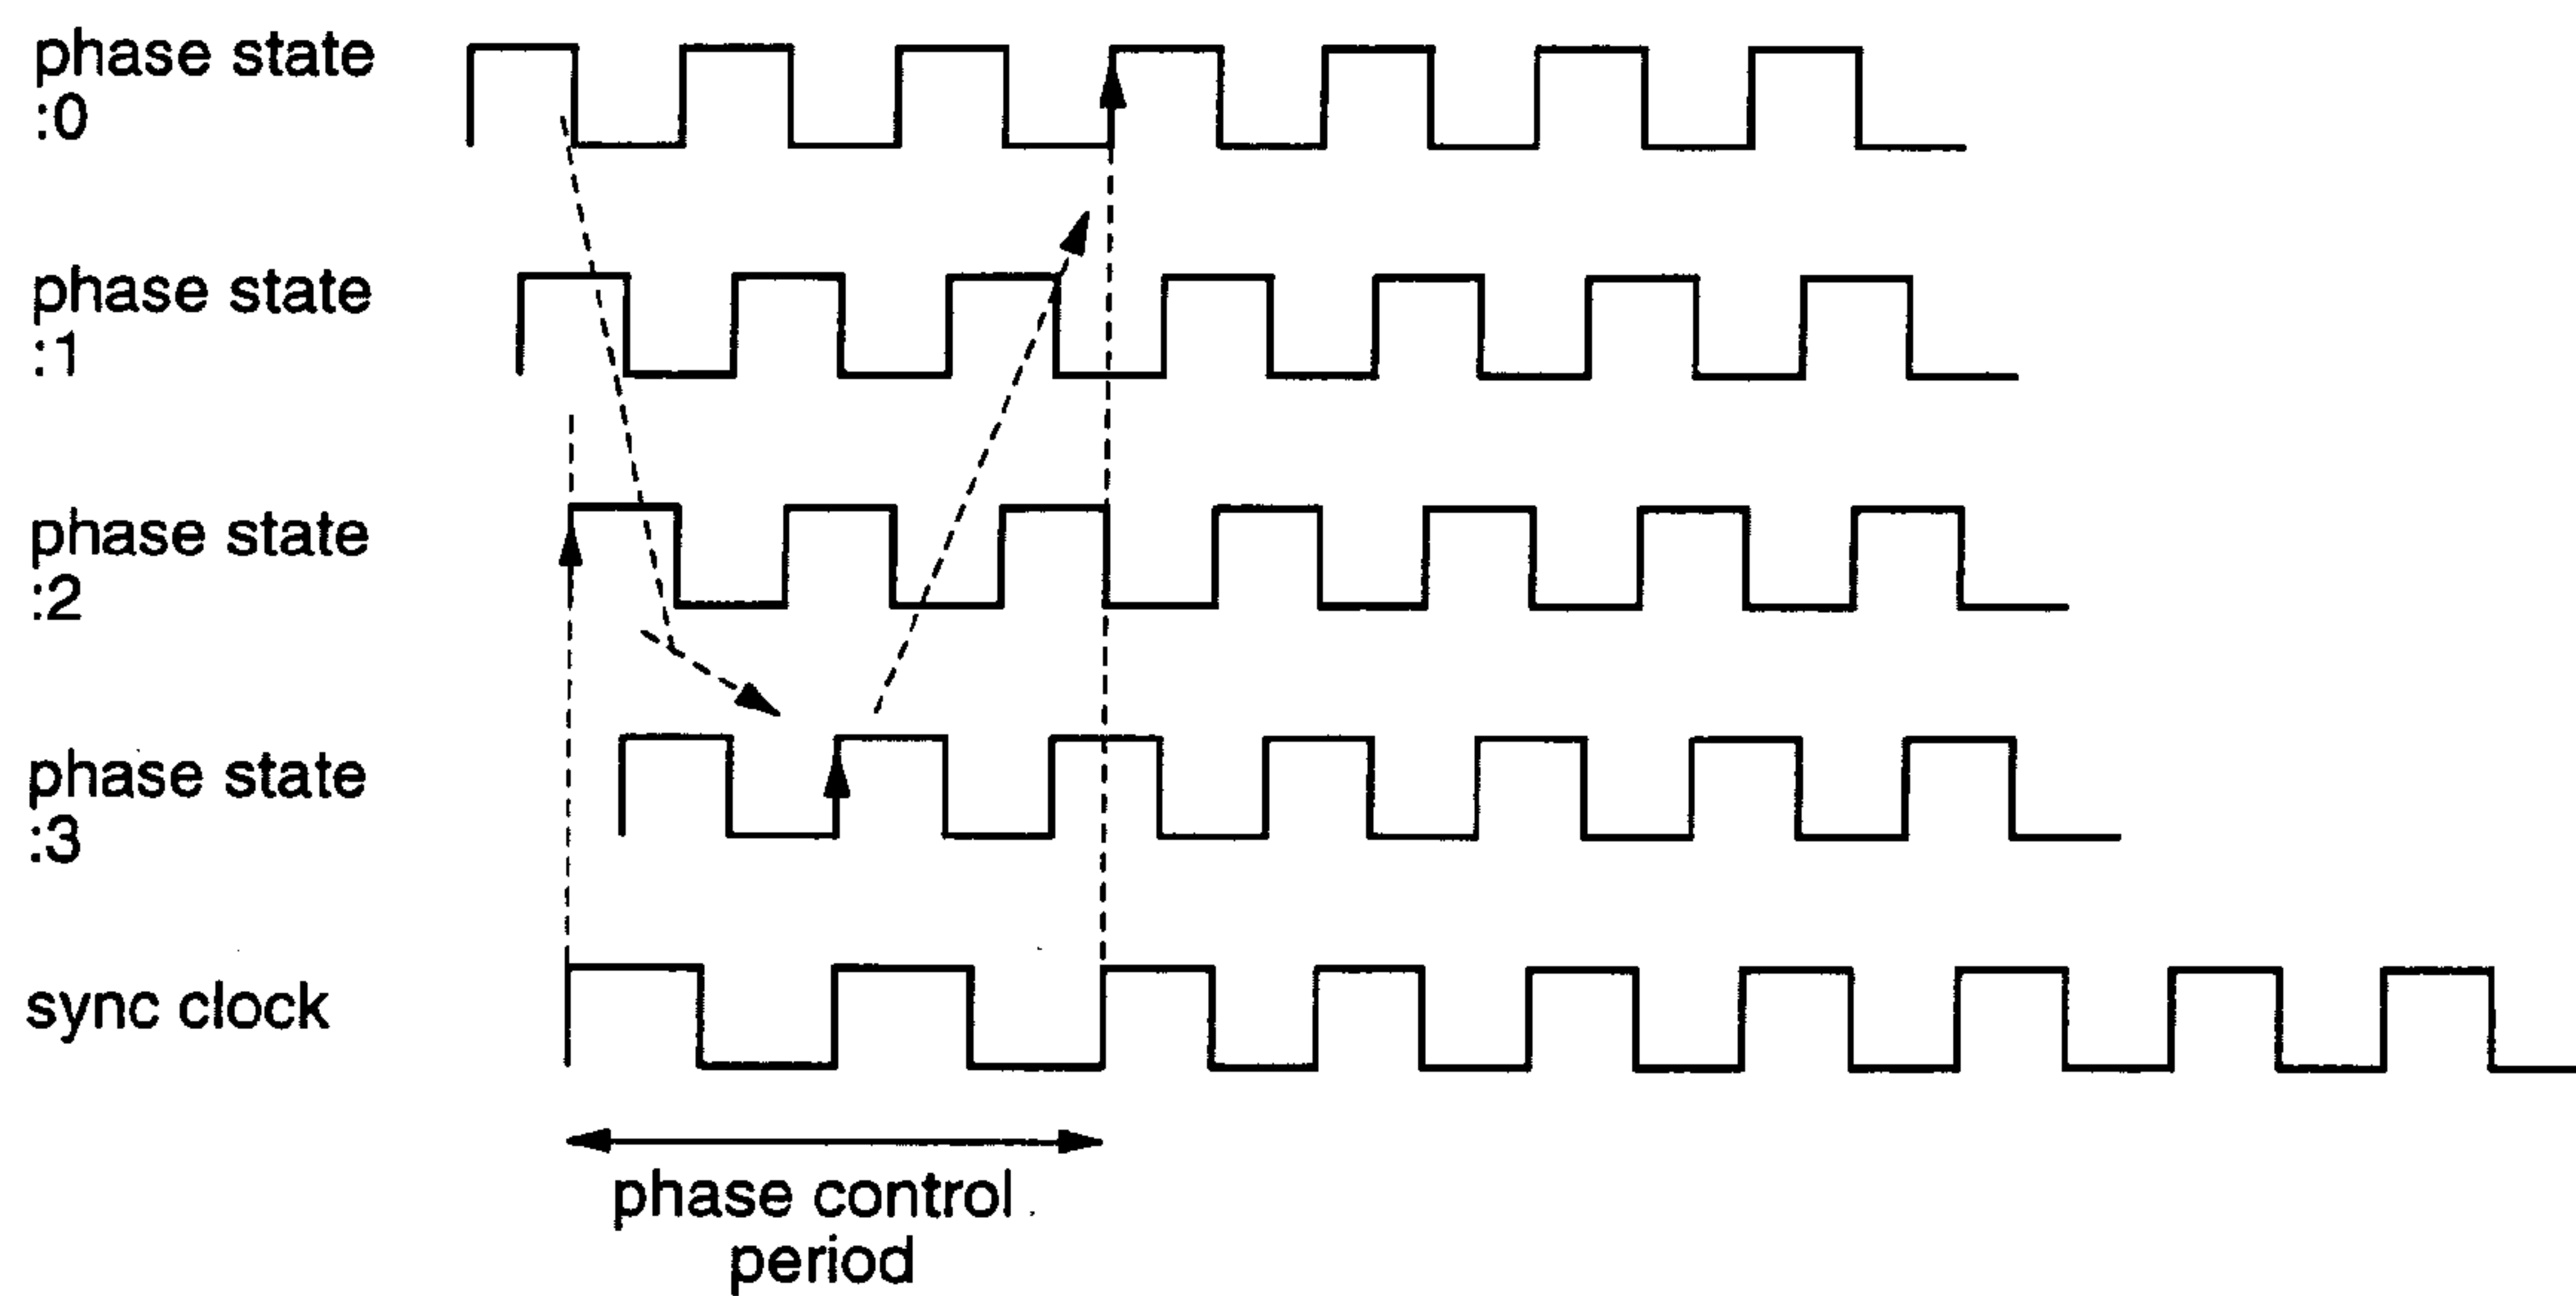 phase state
:0
phase state
:1
phase state
:2
phase state
:3
sync clock
phase control
period